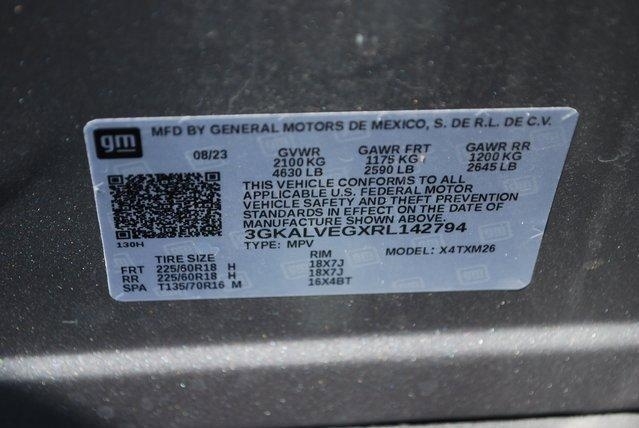 gm MFD BY GENERAL MOTORS DE MEXICO, S. DE R.L. DE C.V.
08/23 GVWR GAWR FRT GAWR RR
2100 KG 1175 KG 1200 KG
4630 LB 2590 LB 2645 LB
THIS VEHICLE CONFORMS TO ALL
APPLICABLE U.S. FEDERAL MOTOR
VEHICLE SAFETY AND THEFT PREVENTION
STANDARDS IN EFFECT ON THE DATE OF
MANUFACTURE SHOWN ABOVE.
3GKALVEGXRL142794
130H
TYPE: MPV MODEL: X4TXM26
TIRE SIZE RIM
FRT 225/60R18 H 18X7J
RR 225/60R18 H 18X7J
SPA T135/70R16 M 16X4BT